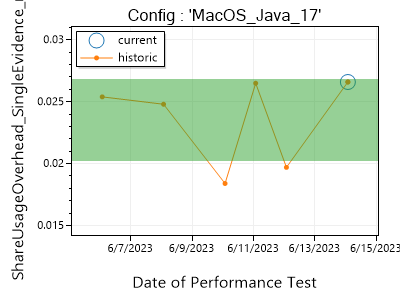 Config : 'MacOS_Java_17'
current
historic
ShareUsageOverhead_SingleEvidence_
0.03
0.025
0.02
0.015
6/7/2023 6/9/2023 6/11/2023 6/13/2023 6/15/2023
Date of Performance Test